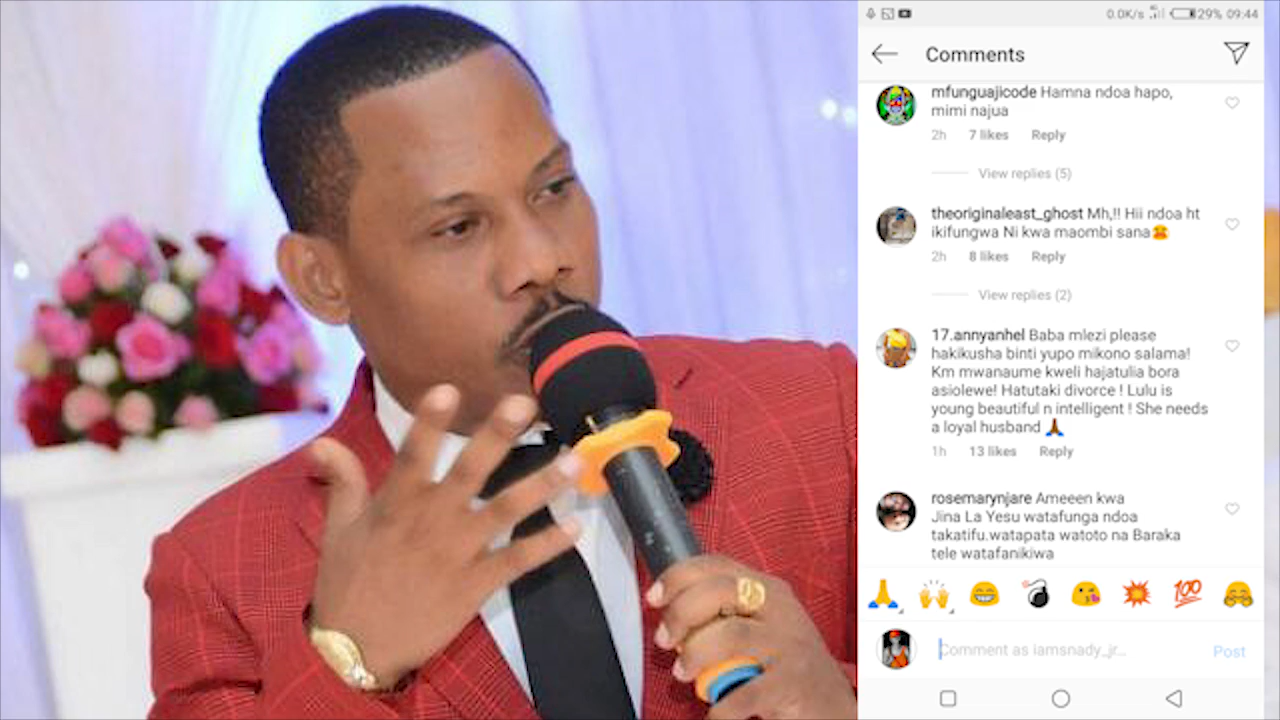 0.0K/s 29% 09:44
Comments
mfunguajicode Hamna ndoa hapo,
mimi najua
2h 7 likes Reply
View replies (5)
theoriginaleast_ghost Mh,!! Hii ndoa ht
ikifungwa Ni kwa maombi sana
2h 8 likes Reply
View replies (2)
17.annyanhel Baba mlezi please
hakikusha binti yupo mikono salama!
Km mwanaume kweli hajatulia bora
asiolewe! Hatutaki divorce ! Lulu is
young beautiful n intelligent ! She needs
a loyal husband 🙏
1h 13 likes Reply
rosemarynjare Ameeen kwa
Jina La Yesu watafunga ndoa
takatifu.watapata watoto na Baraka
tele watafanikiwa
100
Comment as iamsnady_jr...
Post